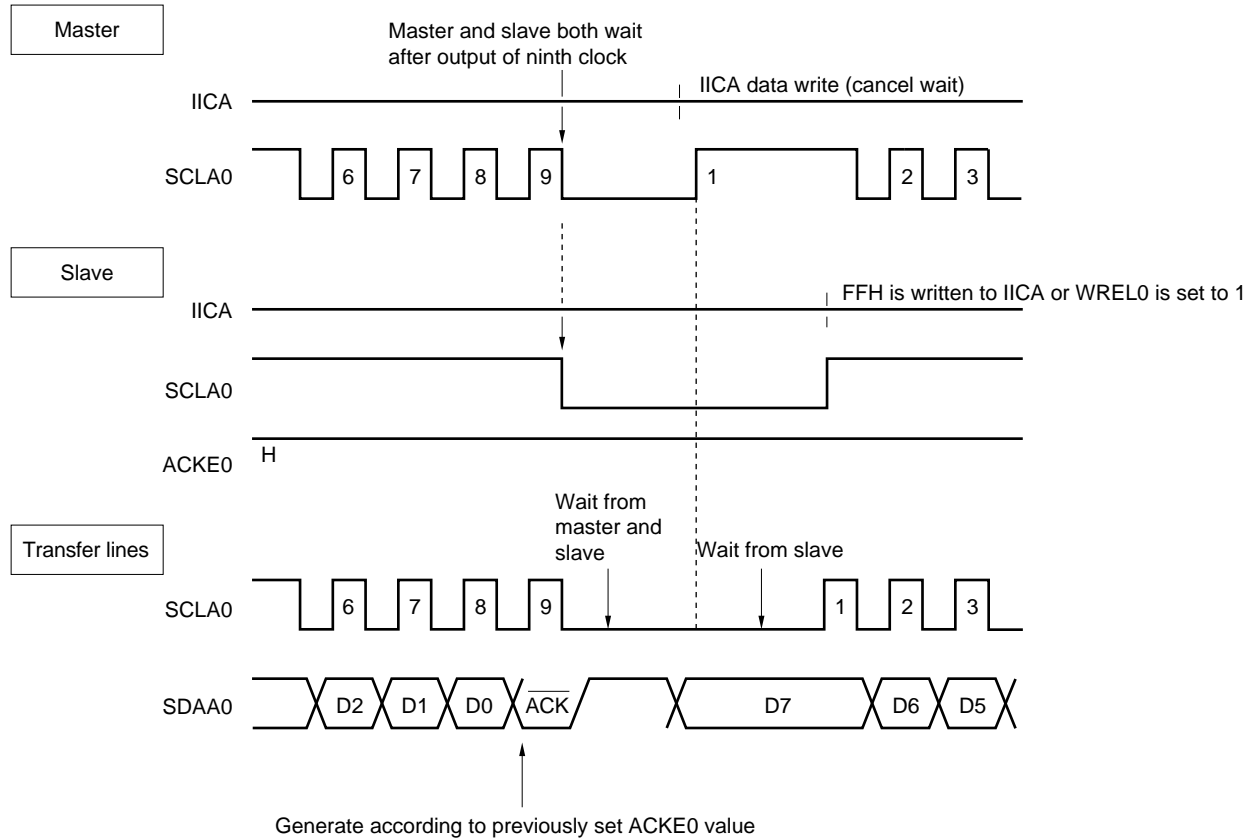 Master
Master and slave both wait
after output of ninth clock
IICA data write (cancel wait)
IICA
SCLA0
6 7 8 9 1 2 3
Slave
FFH is written to IICA or WREL0 is set to 1
IICA
SCLA0
ACKE0
H
Wait from
master and
slave
Wait from slave
Transfer lines
SCLA0
6 7 8 9 1 2 3
SDAA0
D2 D1 D0 ACK D7 D6 D5
Generate according to previously set ACKE0 value